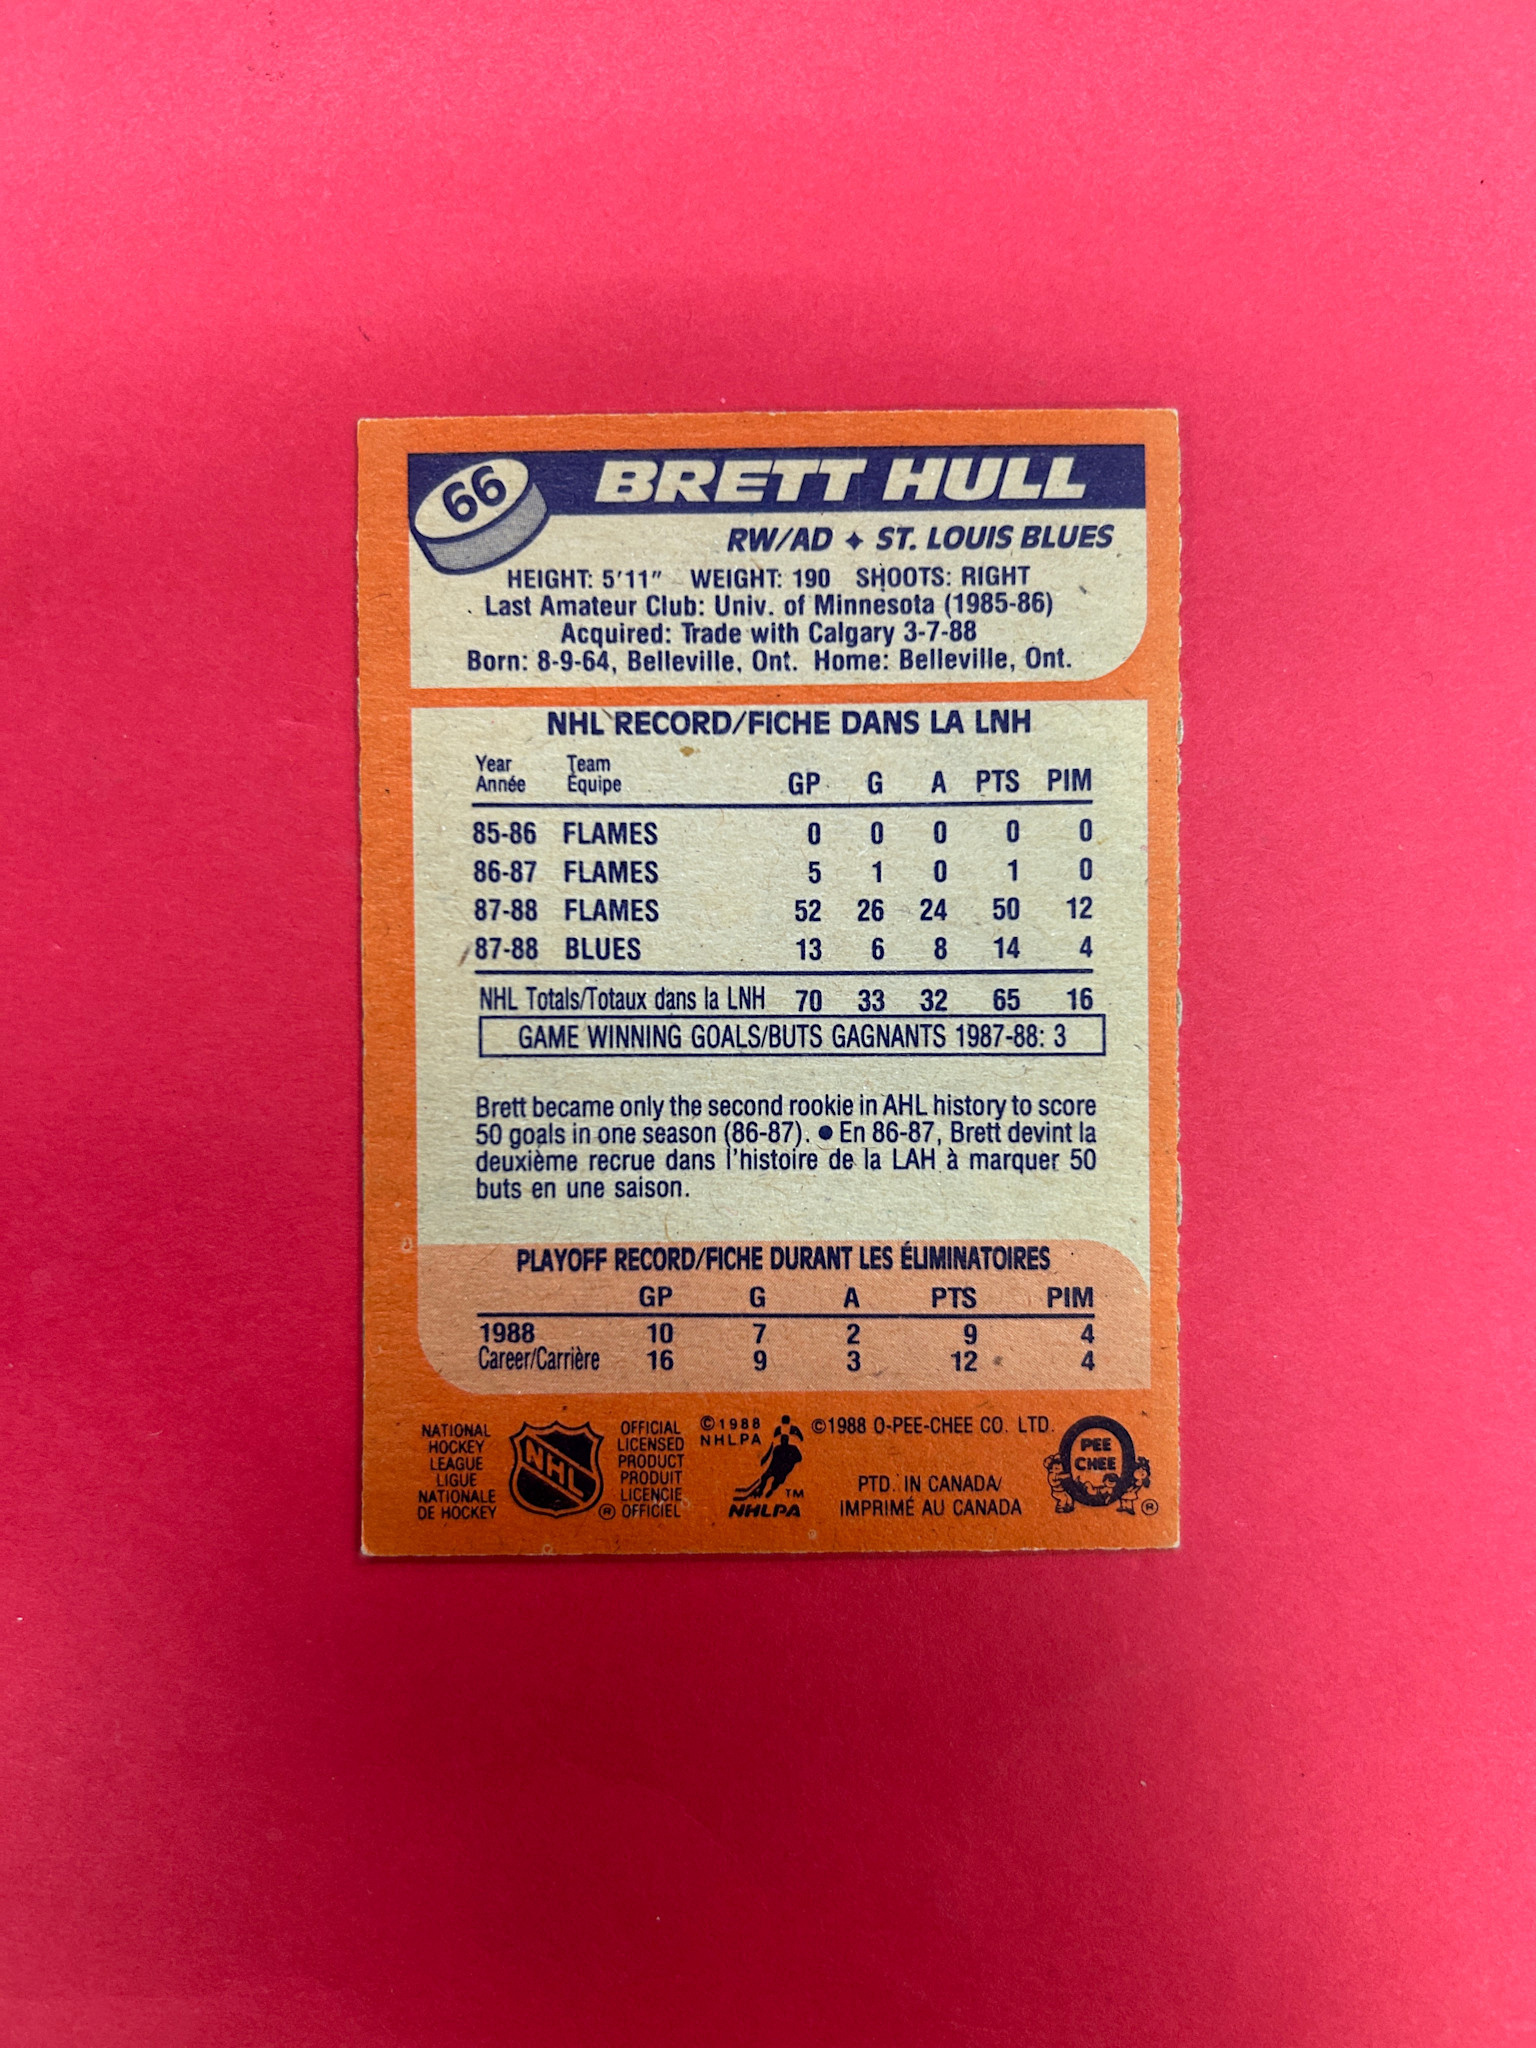 66
BRETT HULL
RW/AD ✦ ST. LOUIS BLUES
HEIGHT: 5'11" WEIGHT: 190 SHOOTS: RIGHT
Last Amateur Club: Univ. of Minnesota (1985-86)
Acquired: Trade with Calgary 3-7-88
Born: 8-9-64, Belleville, Ont. Home: Belleville, Ont.
NHL RECORD/FICHE DANS LA LNH
Year Team
Année Équipe GP G A PTS PIM
85-86 FLAMES 0 0 0 0 0
86-87 FLAMES 5 1 0 1 0
87-88 FLAMES 52 26 24 50 12
87-88 BLUES 13 6 8 14 4
NHL Totals/Totaux dans la LNH 70 33 32 65 16
GAME WINNING GOALS/BUTS GAGNANTS 1987-88: 3
Brett became only the second rookie in AHL history to score
50 goals in one season (86-87). ● En 86-87, Brett devint la
deuxième recrue dans l'histoire de la LAH à marquer 50
buts en une saison.
PLAYOFF RECORD/FICHE DURANT LES ÉLIMINATOIRES
GP G A PTS PIM
1988 10 7 2 9 4
Career/Carrière 16 9 3 12 4
NATIONAL
HOCKEY
LEAGUE
LIGUE
NATIONALE
DE HOCKEY
NHL
®
OFFICIAL
LICENSED
PRODUCT
PRODUIT
LICENCIE
OFFICIEL
©1988
NHLPA
TM
NHLPA
©1988 O-PEE-CHEE CO. LTD.
PTD. IN CANADA/
IMPRIMÉ AU CANADA
O
PEE
CHEE
®